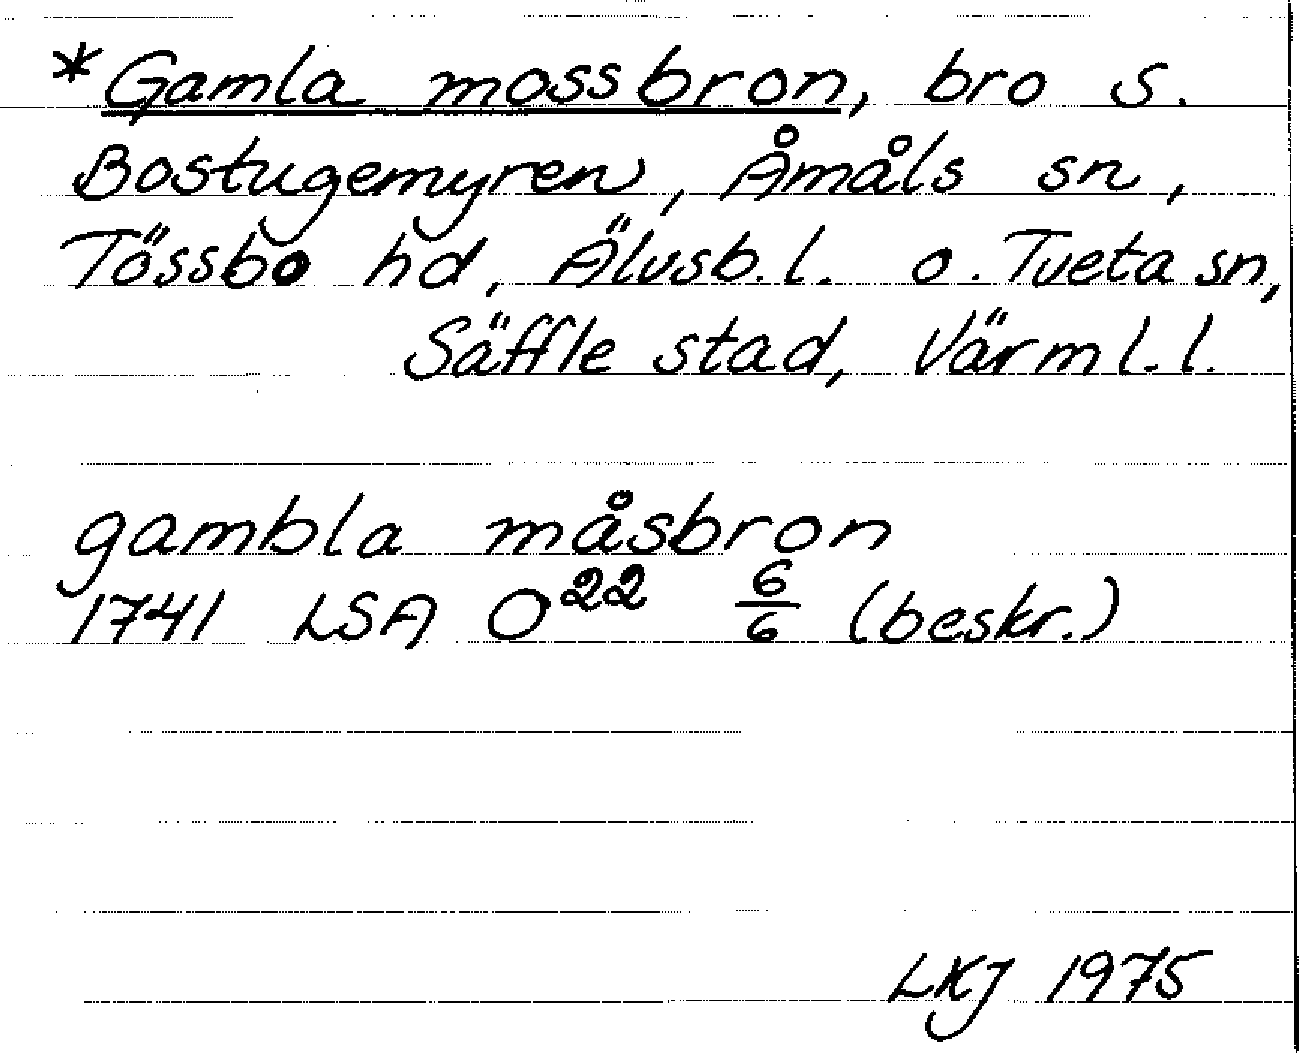 *Gamla mossbron, bro s.
Bostugemyren, Åmåls sn,
Tössbo hd, Älvsb. l. o. Tveta sn,
Säffle stad, Värml. l.
gambla måsbron
1741 LSA O²² 6/6 (beskr.)
LKJ 1975